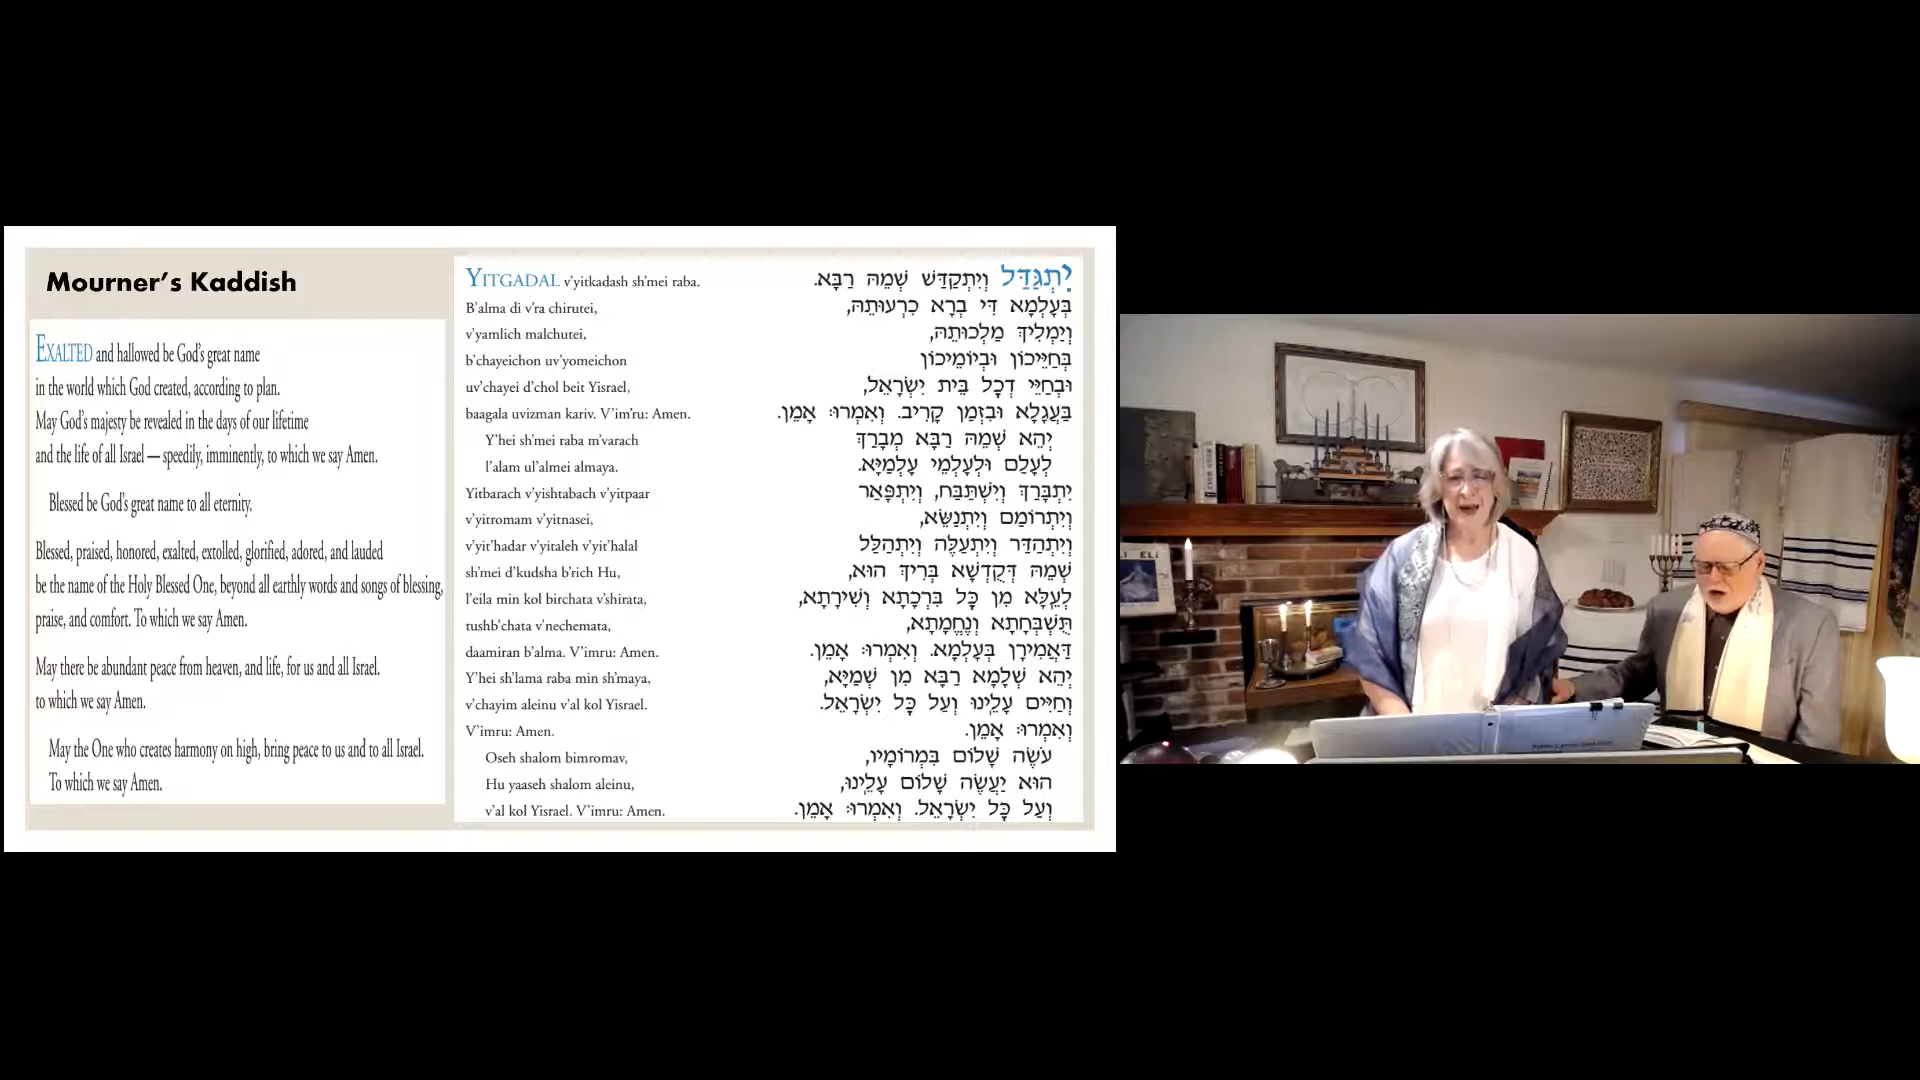 Mourner's Kaddish
EXALTED and hallowed be God's great name
in the world which God created, according to plan.
May God's majesty be revealed in the days of our lifetime
and the life of all Israel — speedily, imminently, to which we say Amen.
Blessed be God's great name to all eternity.
Blessed, praised, honored, exalted, extolled, glorified, adored, and lauded
be the name of the Holy Blessed One, beyond all earthly words and songs of blessing,
praise, and comfort. To which we say Amen.
May there be abundant peace from heaven, and life, for us and all Israel.
to which we say Amen.
May the One who creates harmony on high, bring peace to us and to all Israel.
To which we say Amen.
YITGADAL v'yitkadash sh'mei raba.
B'alma di v'ra chirutei,
v'yamlich malchutei,
b'chayeichon uv'yomeichon
uv'chayei d'chol beit Yisrael,
baagala uvizman kariv. V'im'ru: Amen.
Y'hei sh'mei raba m'varach
l'alam ul'almei almaya.
Yitbarach v'yishtabach v'yitpaar
v'yitromam v'yitnasei,
v'yit'hadar v'yitaleh v'yit'halal
sh'mei d'kudsha b'rich Hu,
l'eila min kol birchata v'shirata,
tushb'chata v'nechemata,
daamiran b'alma. V'imru: Amen.
Y'hei sh'lama raba min sh'maya,
v'chayim aleinu v'al kol Yisrael.
V'imru: Amen.
Oseh shalom bimromav,
Hu yaaseh shalom aleinu,
v'al kol Yisrael. V'imru: Amen.
יִתְגַּדַּל וְיִתְקַדַּשׁ שְׁמֵהּ רַבָּא.
בְּעָלְמָא דִּי בְרָא כִרְעוּתֵהּ,
וְיַמְלִיךְ מַלְכוּתֵהּ,
בְּחַיֵּיכוֹן וּבְיוֹמֵיכוֹן
וּבְחַיֵּי דְכָל בֵּית יִשְׂרָאֵל,
בַּעֲגָלָא וּבִזְמַן קָרִיב. וְאִמְרוּ: אָמֵן.
יְהֵא שְׁמֵהּ רַבָּא מְבָרַךְ
לְעָלַם וּלְעָלְמֵי עָלְמַיָּא.
יִתְבָּרַךְ וְיִשְׁתַּבַּח, וְיִתְפָּאַר
וְיִתְרוֹמַם וְיִתְנַשֵּׂא,
וְיִתְהַדַּר וְיִתְעַלֶּה וְיִתְהַלַּל
שְׁמֵהּ דְּקֻדְשָׁא בְּרִיךְ הוּא,
לְעֵלָּא מִן כָּל בִּרְכָתָא וְשִׁירָתָא,
תֻּשְׁבְּחָתָא וְנֶחֱמָתָא,
דַּאֲמִירָן בְּעָלְמָא. וְאִמְרוּ: אָמֵן.
יְהֵא שְׁלָמָא רַבָּא מִן שְׁמַיָּא,
וְחַיִּים עָלֵינוּ וְעַל כָּל יִשְׂרָאֵל.
וְאִמְרוּ: אָמֵן.
עֹשֶׂה שָׁלוֹם בִּמְרוֹמָיו,
הוּא יַעֲשֶׂה שָׁלוֹם עָלֵינוּ,
וְעַל כָּל יִשְׂרָאֵל. וְאִמְרוּ: אָמֵן.
ELI